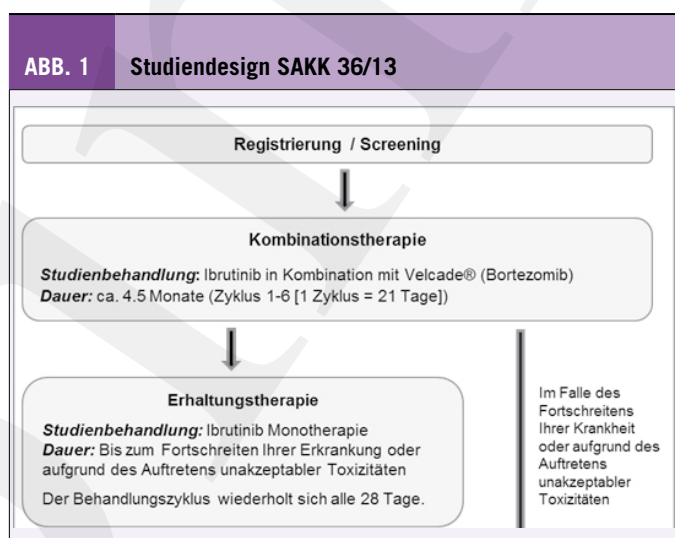 ABB. 1 Studiendesign SAKK 36/13
Registrierung / Screening
Kombinationstherapie
Studienbehandlung: Ibrutinib in Kombination mit Velcade® (Bortezomib)
Dauer: ca. 4.5 Monate (Zyklus 1-6 [1 Zyklus = 21 Tage])
Erhaltungstherapie
Studienbehandlung: Ibrutinib Monotherapie
Dauer: Bis zum Fortschreiten Ihrer Erkrankung oder
aufgrund des Auftretens unakzeptabler Toxizitäten
Der Behandlungszyklus wiederholt sich alle 28 Tage.
Im Falle des
Fortschreitens
Ihrer Krankheit
oder aufgrund des
Auftretens
unakzeptabler
Toxizitäten